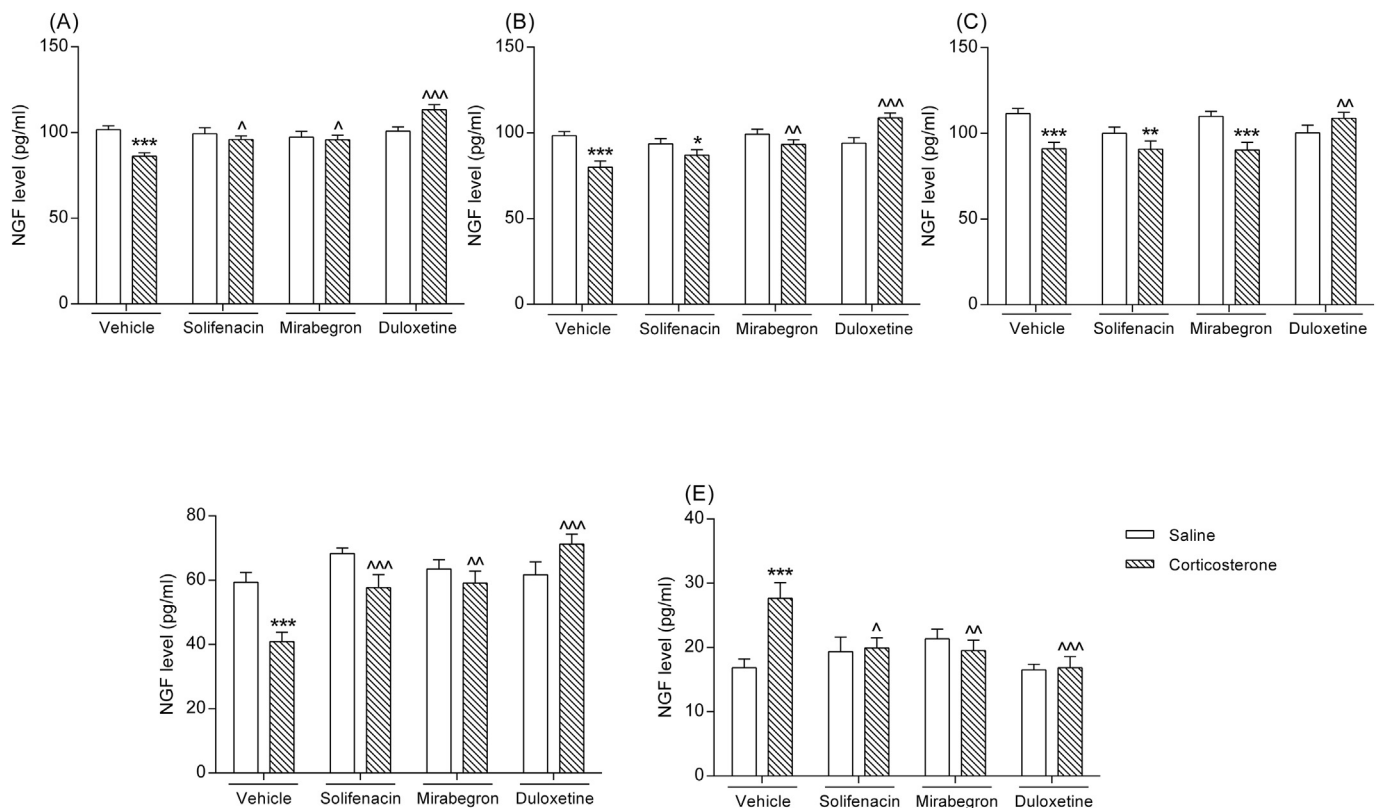 (A)
NGF level (pg/ml)
150
100
50
0
***
^
^
^^^
Vehicle Solifenacin Mirabegron Duloxetine
(B)
NGF level (pg/ml)
150
100
50
0
***
*
^^
^^^
Vehicle Solifenacin Mirabegron Duloxetine
(C)
NGF level (pg/ml)
150
100
50
0
***
**
***
^^
Vehicle Solifenacin Mirabegron Duloxetine
NGF level (pg/ml)
80
60
40
20
0
***
^^^
^^
^^^
Vehicle Solifenacin Mirabegron Duloxetine
(E)
NGF level (pg/ml)
40
30
20
10
0
***
^
^^
^^^
Vehicle Solifenacin Mirabegron Duloxetine
Saline
Corticosterone